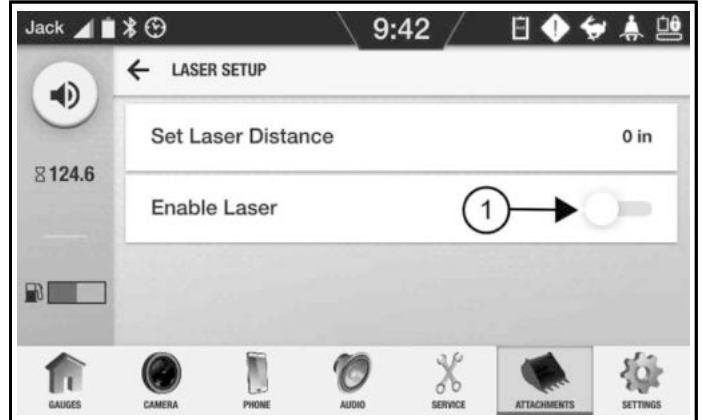 Jack 9:42
LASER SETUP
Set Laser Distance 0 in
124.6
Enable Laser 1
GAUGES CAMERA PHONE AUDIO SERVICE ATTACHMENTS SETTINGS